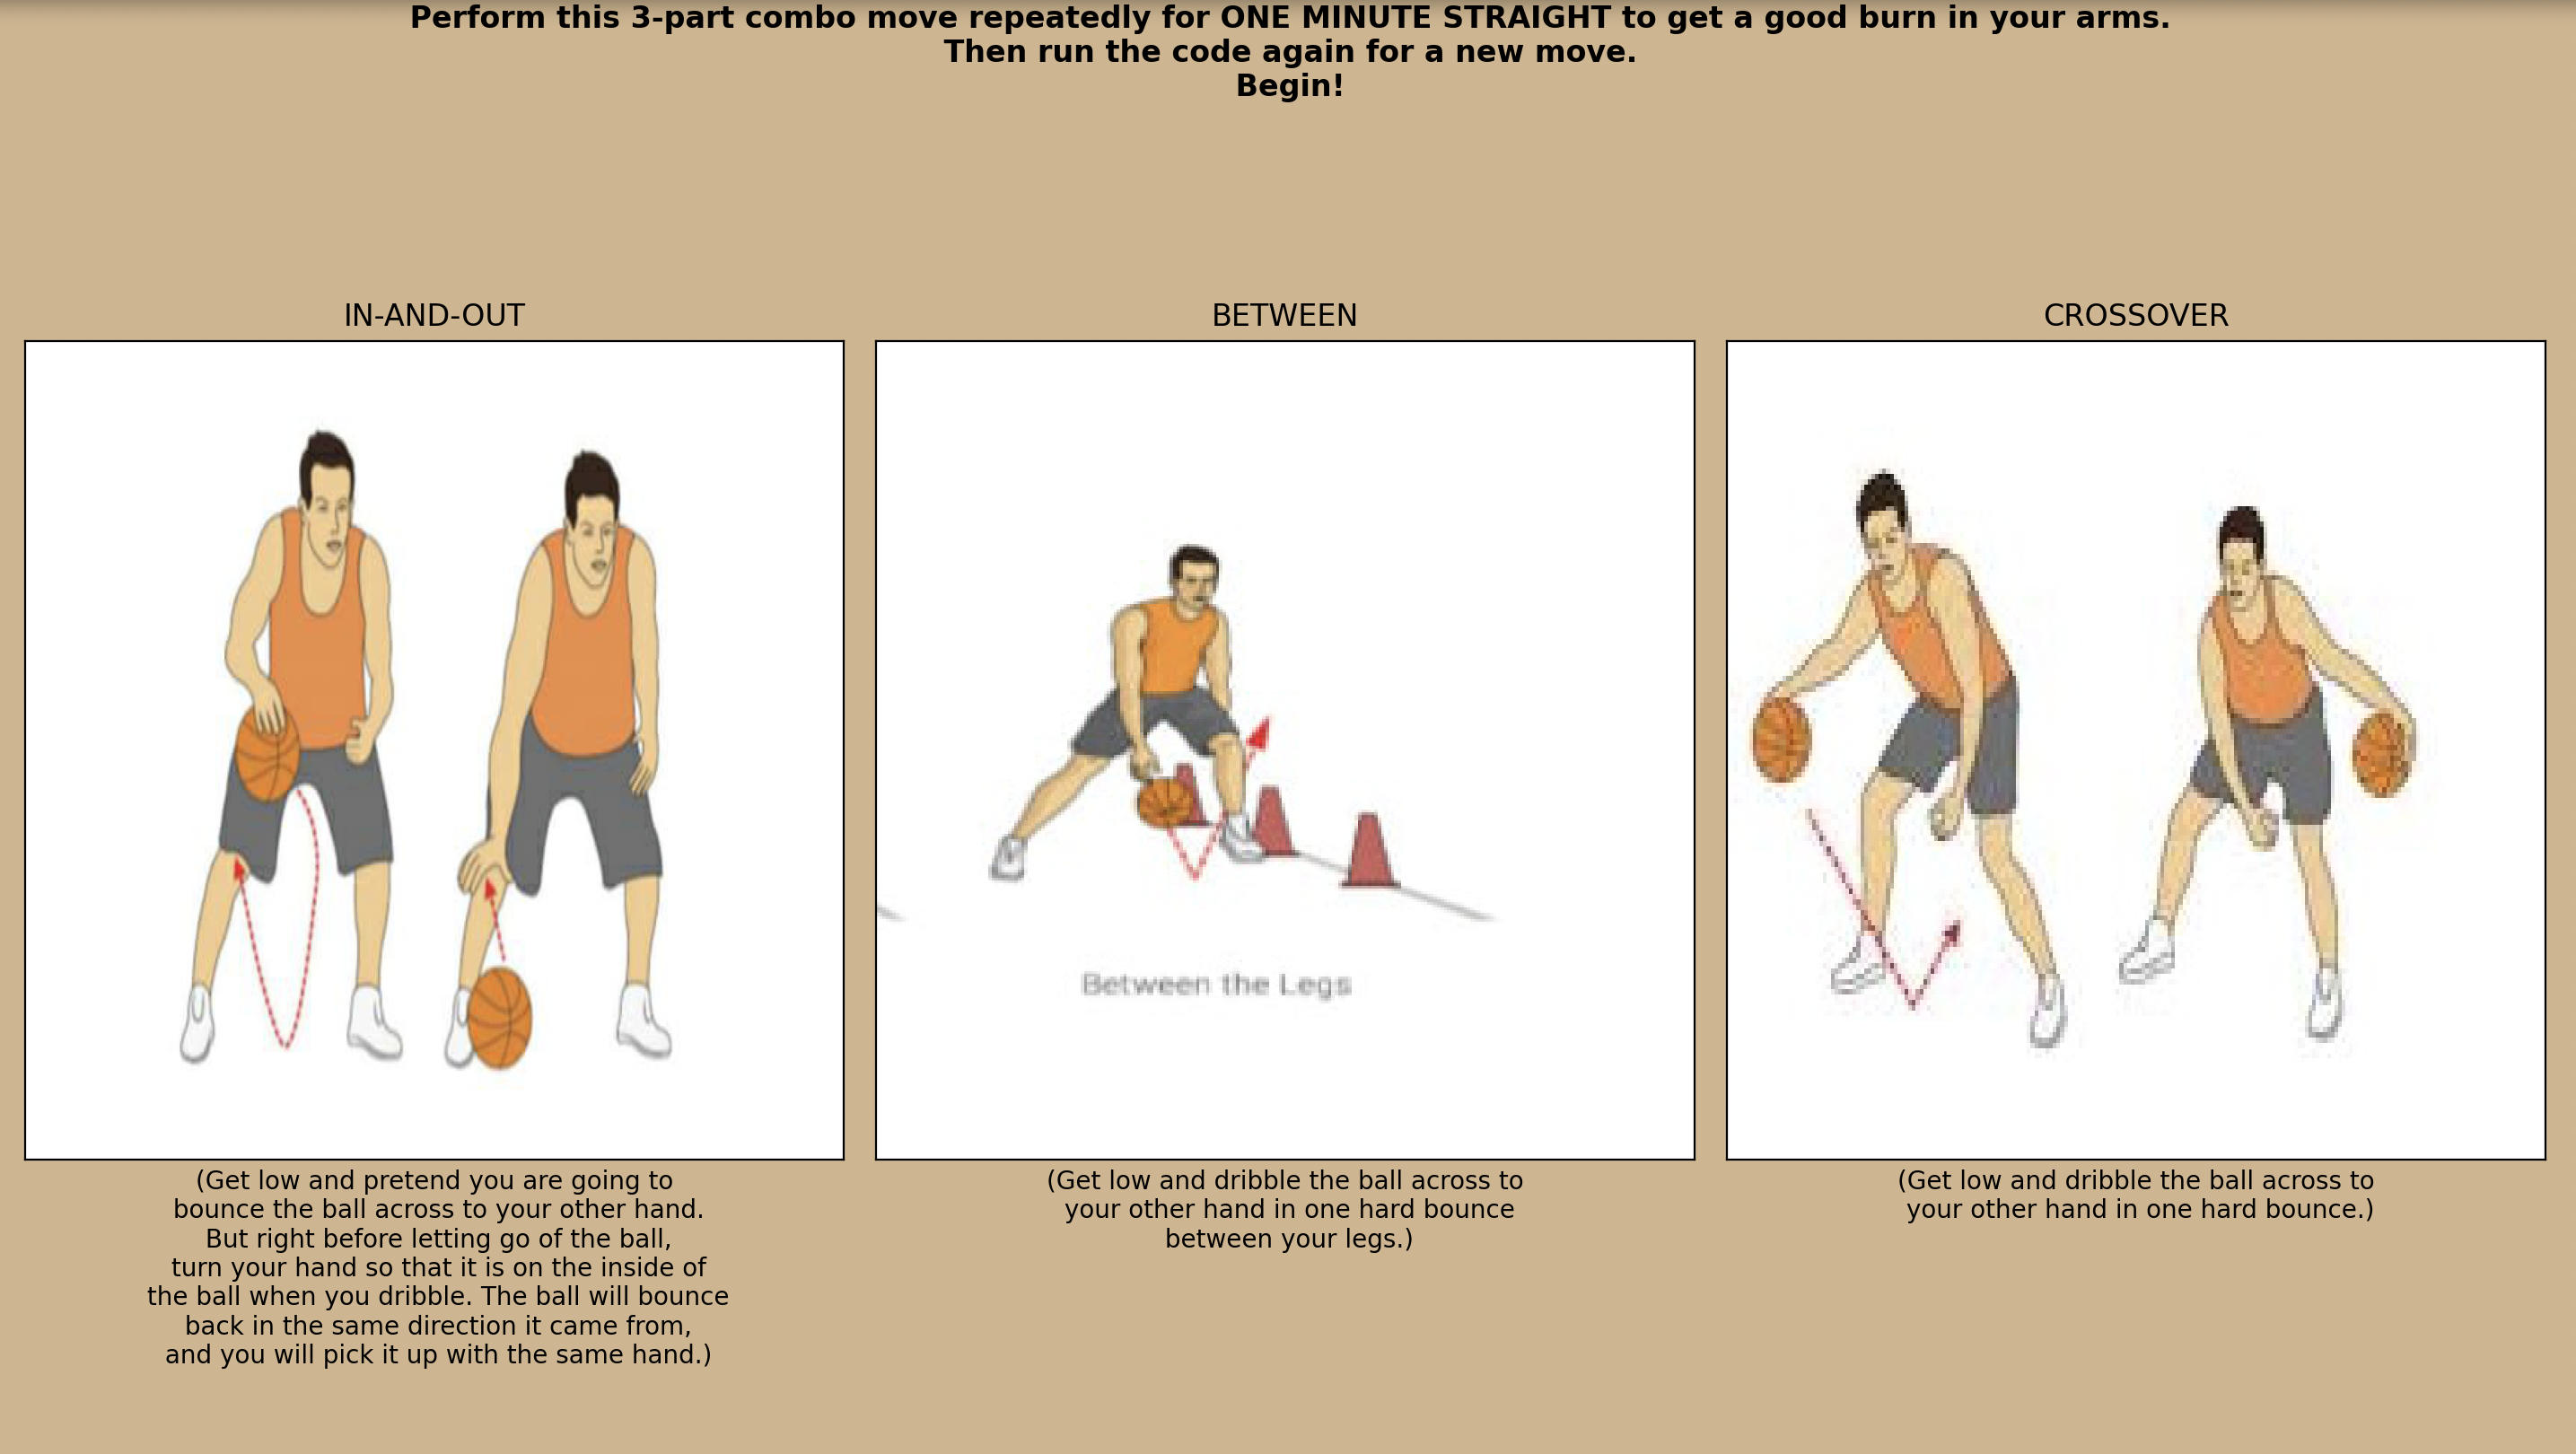 Perform this 3-part combo move repeatedly for ONE MINUTE STRAIGHT to get a good burn in your arms.
Then run the code again for a new move.
Begin!
IN-AND-OUT
BETWEEN
CROSSOVER
Between the Legs
(Get low and pretend you are going to
bounce the ball across to your other hand.
But right before letting go of the ball,
turn your hand so that it is on the inside of
the ball when you dribble. The ball will bounce
back in the same direction it came from,
and you will pick it up with the same hand.)
(Get low and dribble the ball across to
your other hand in one hard bounce
between your legs.)
(Get low and dribble the ball across to
your other hand in one hard bounce.)